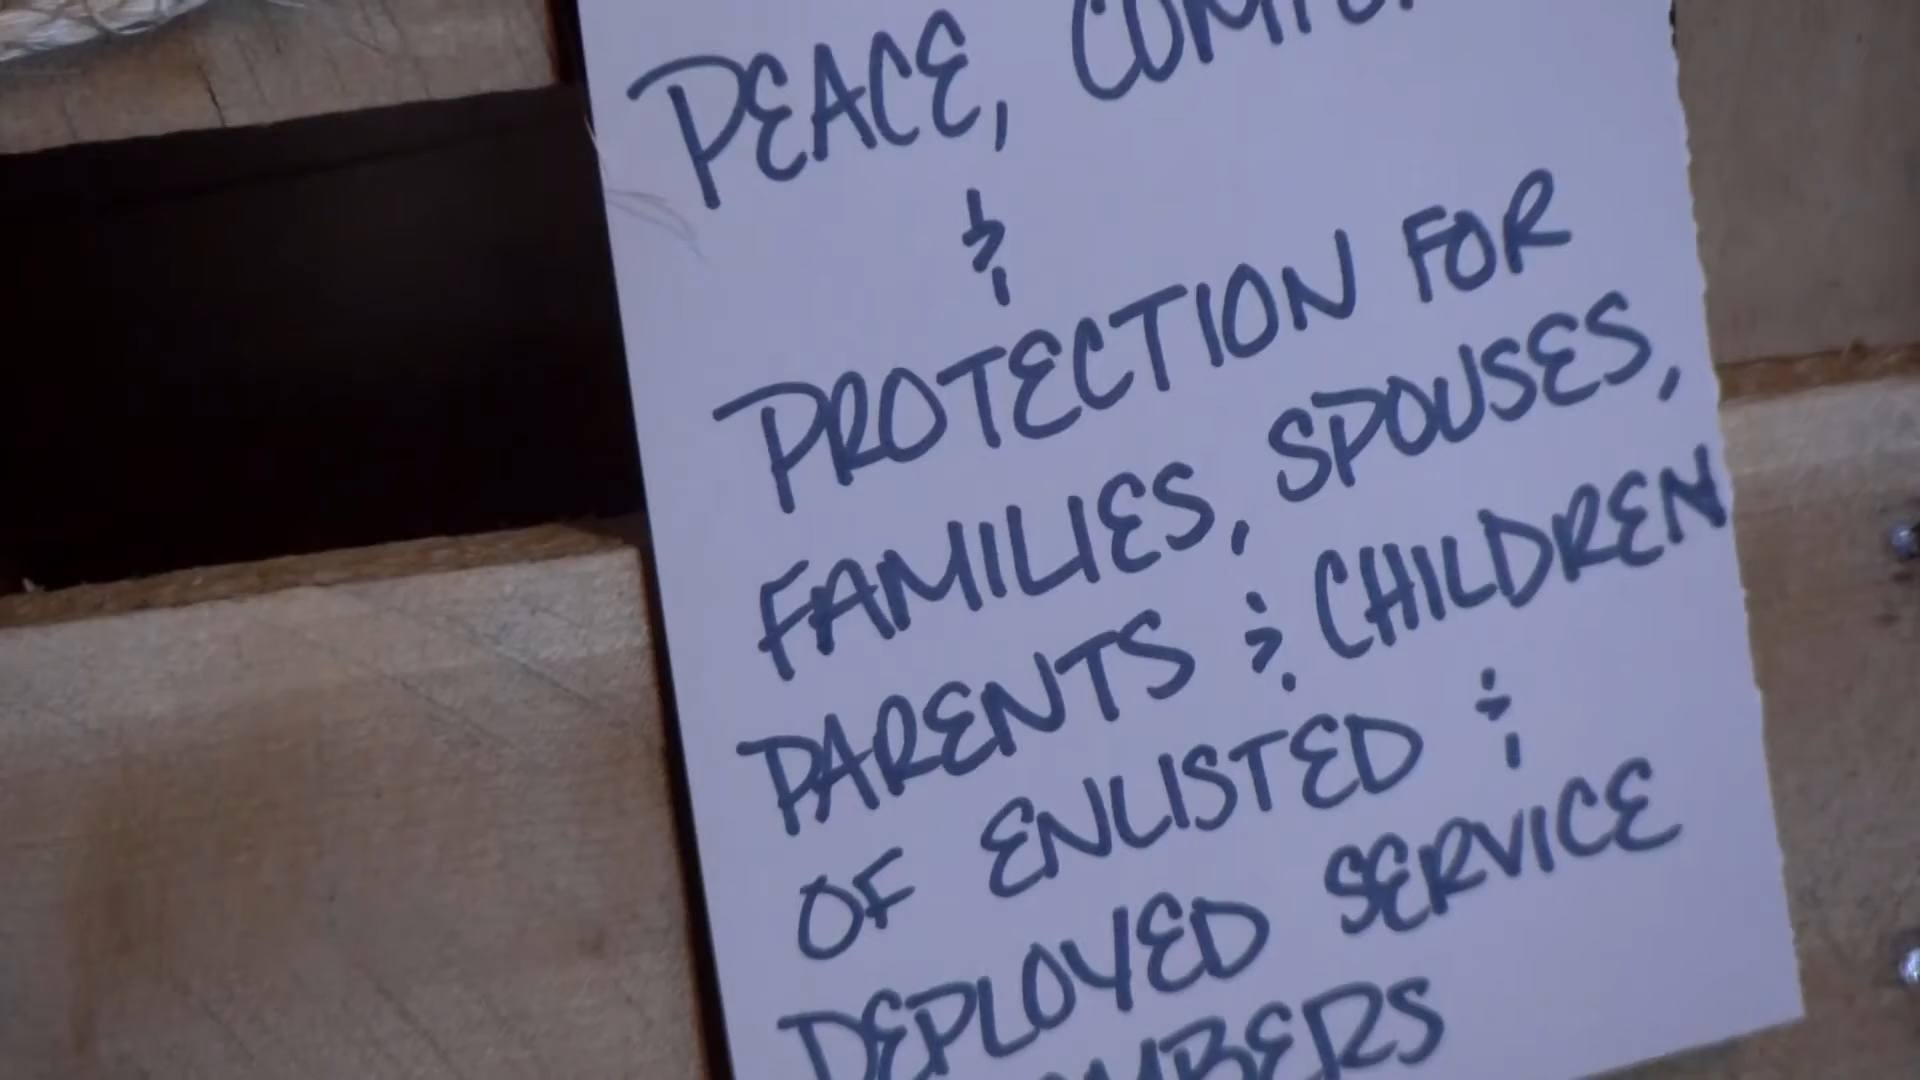 PEACE,
&
PROTECTION FOR
FAMILIES, SPOUSES,
PARENTS & CHILDREN
OF ENLISTED &
DEPLOYED SERVICE